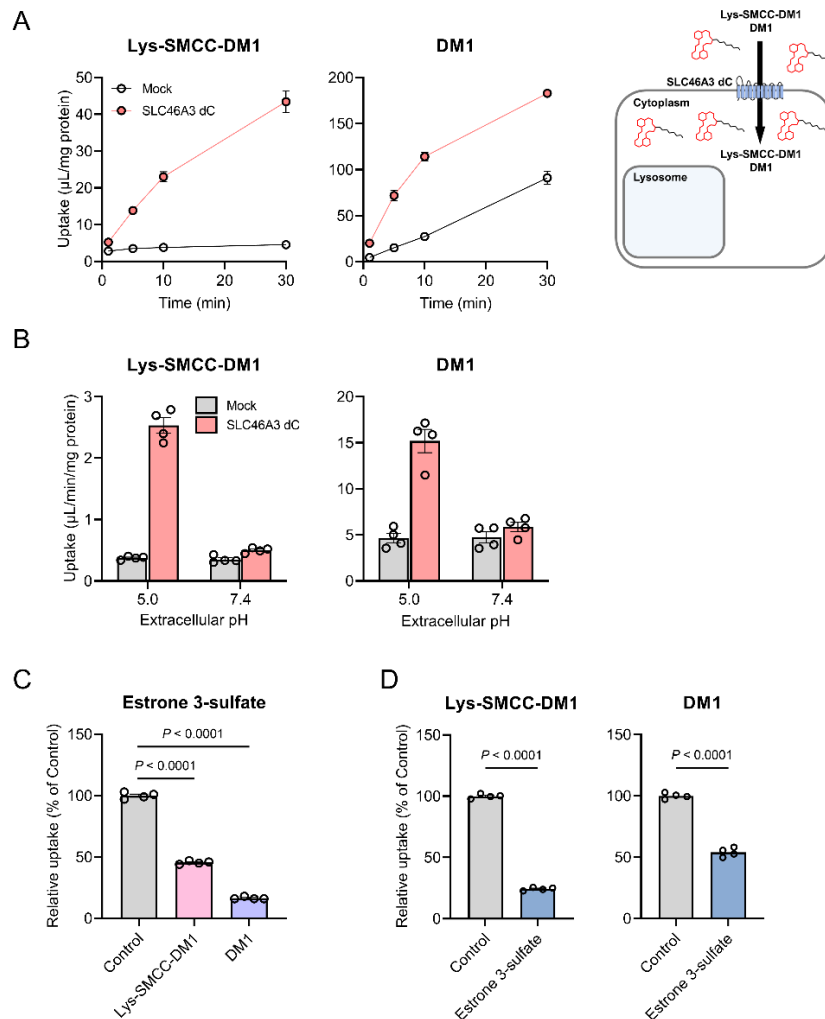 A
Lys-SMCC-DM1
Mock
SLC46A3 dC
Uptake (µL/mg protein)
50
40
30
20
10
0
0
10
20
30
Time (min)
DM1
200
150
100
50
0
0
10
20
30
Time (min)
Lys-SMCC-DM1
DM1
SLC46A3 dC
Cytoplasm
Lys-SMCC-DM1
DM1
Lysosome
B
Lys-SMCC-DM1
Mock
SLC46A3 dC
Uptake (µL/min/mg protein)
3
2
1
0
5.0
7.4
Extracellular pH
DM1
20
15
10
5
0
5.0
7.4
Extracellular pH
C
Estrone 3-sulfate
Relative uptake (% of Control)
150
100
50
0
P < 0.0001
P < 0.0001
Control
Lys-SMCC-DM1
DM1
D
Lys-SMCC-DM1
Relative uptake (% of Control)
150
100
50
0
P < 0.0001
Control
Estrone 3-sulfate
DM1
150
100
50
0
P < 0.0001
Control
Estrone 3-sulfate